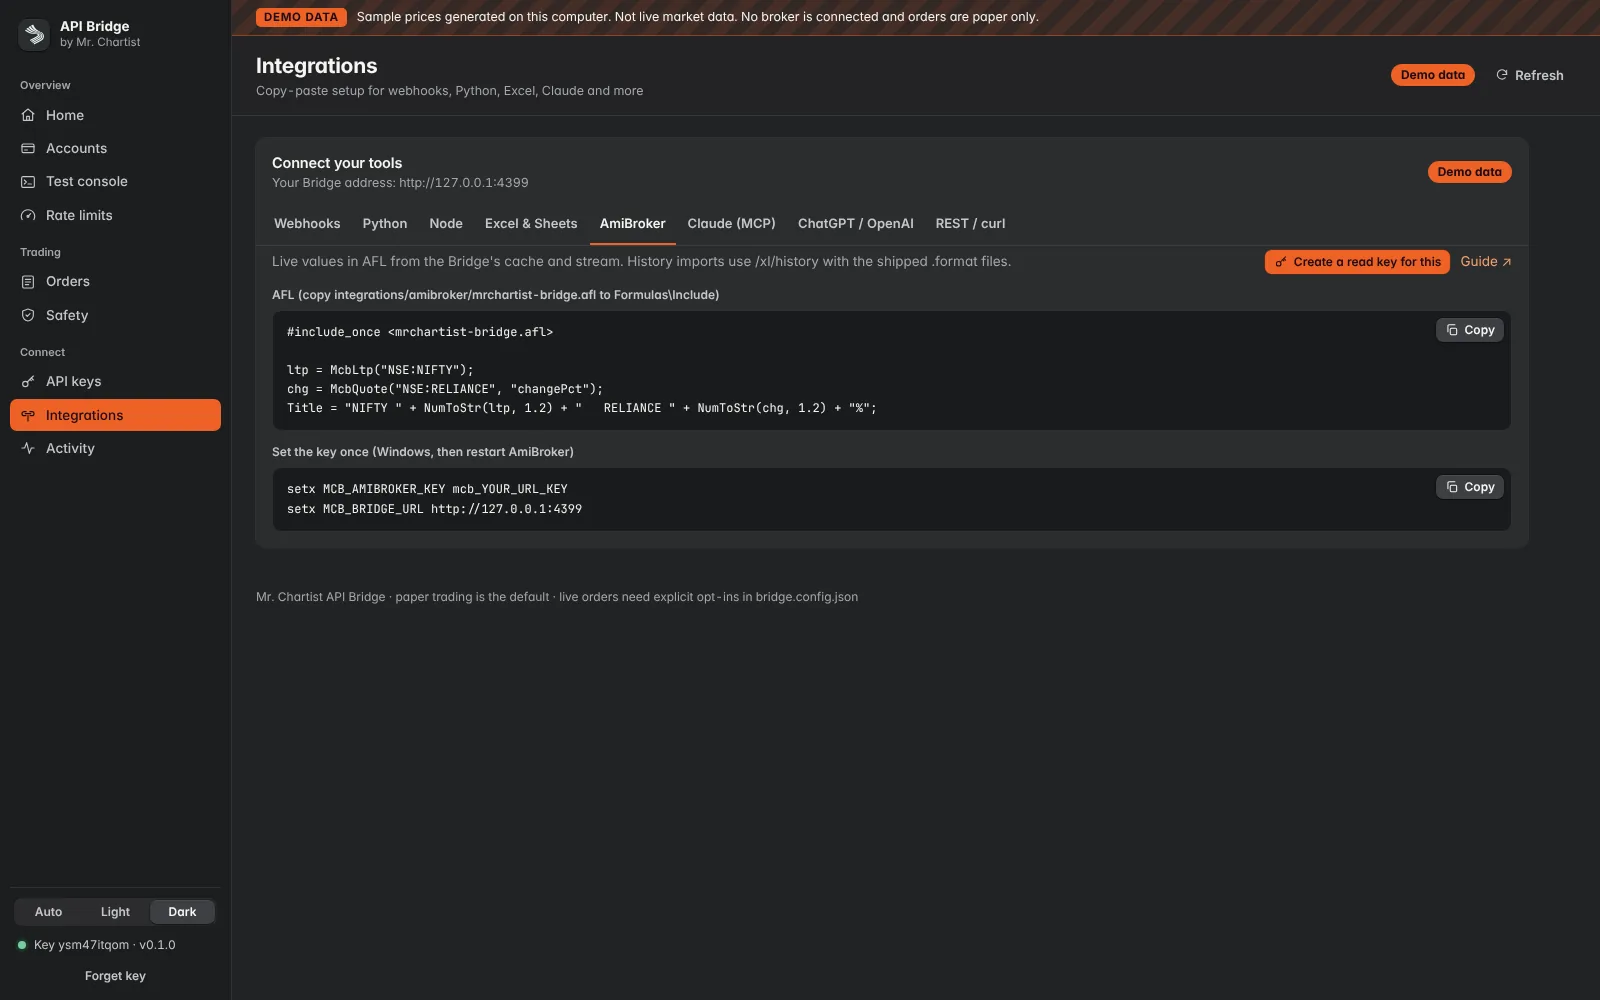 API Bridge
by Mr. Chartist
Overview
Home
Accounts
Test console
Rate limits
Trading
Orders
Safety
Connect
API keys
Integrations
Activity
Auto Light Dark
Key ysm47itqom · v0.1.0
Forget key
DEMO DATA Sample prices generated on this computer. Not live market data. No broker is connected and orders are paper only.
Integrations
Copy-paste setup for webhooks, Python, Excel, Claude and more
Demo data Refresh
Connect your tools
Your Bridge address: http://127.0.0.1:4399
Demo data
Webhooks Python Node Excel & Sheets AmiBroker Claude (MCP) ChatGPT / OpenAI REST / curl
Live values in AFL from the Bridge's cache and stream. History imports use /xl/history with the shipped .format files.
Create a read key for this Guide ↗
AFL (copy integrations/amibroker/mrchartist-bridge.afl to Formulas\Include)
Copy
#include_once <mrchartist-bridge.afl>
ltp = McbLtp("NSE:NIFTY");
chg = McbQuote("NSE:RELIANCE", "changePct");
Title = "NIFTY " + NumToStr(ltp, 1.2) + "   RELIANCE " + NumToStr(chg, 1.2) + "%";
Set the key once (Windows, then restart AmiBroker)
Copy
setx MCB_AMIBROKER_KEY mcb_YOUR_URL_KEY
setx MCB_BRIDGE_URL http://127.0.0.1:4399
Mr. Chartist API Bridge · paper trading is the default · live orders need explicit opt-ins in bridge.config.json